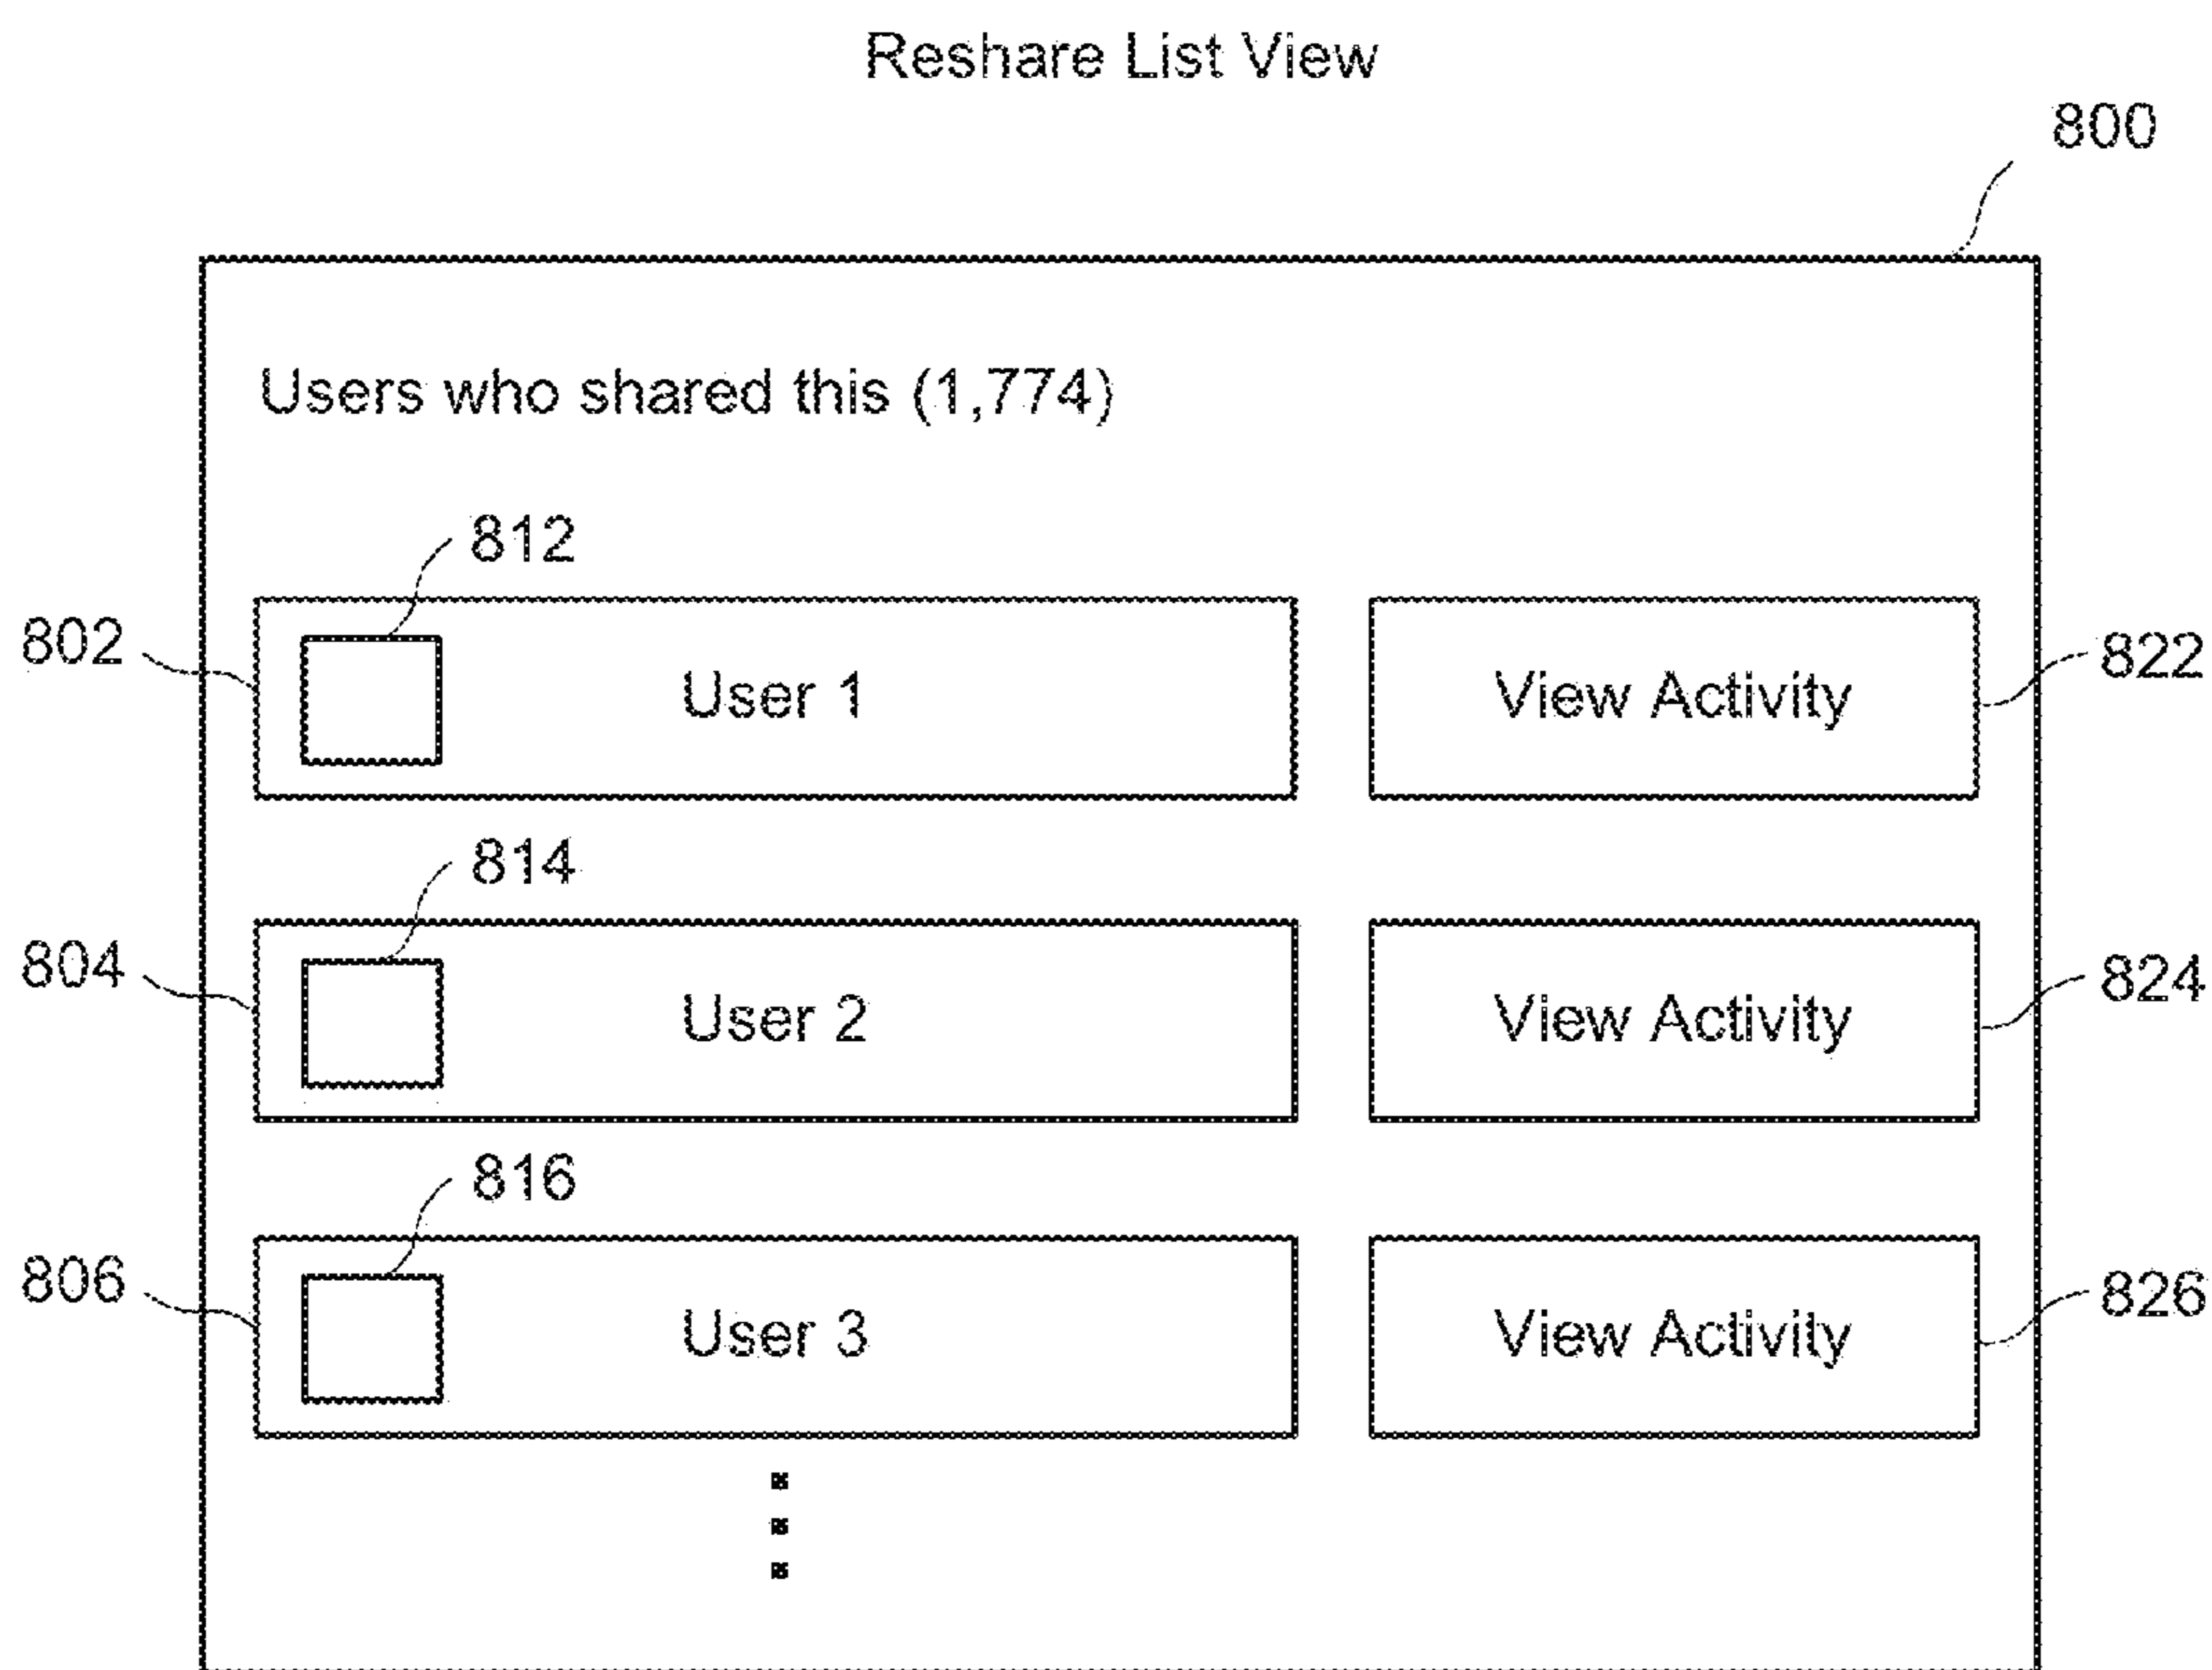 Reshare List View
800
Users who shared this (1,774)
812
802
User 1
View Activity
822
814
804
User 2
View Activity
824
816
806
User 3
View Activity
826